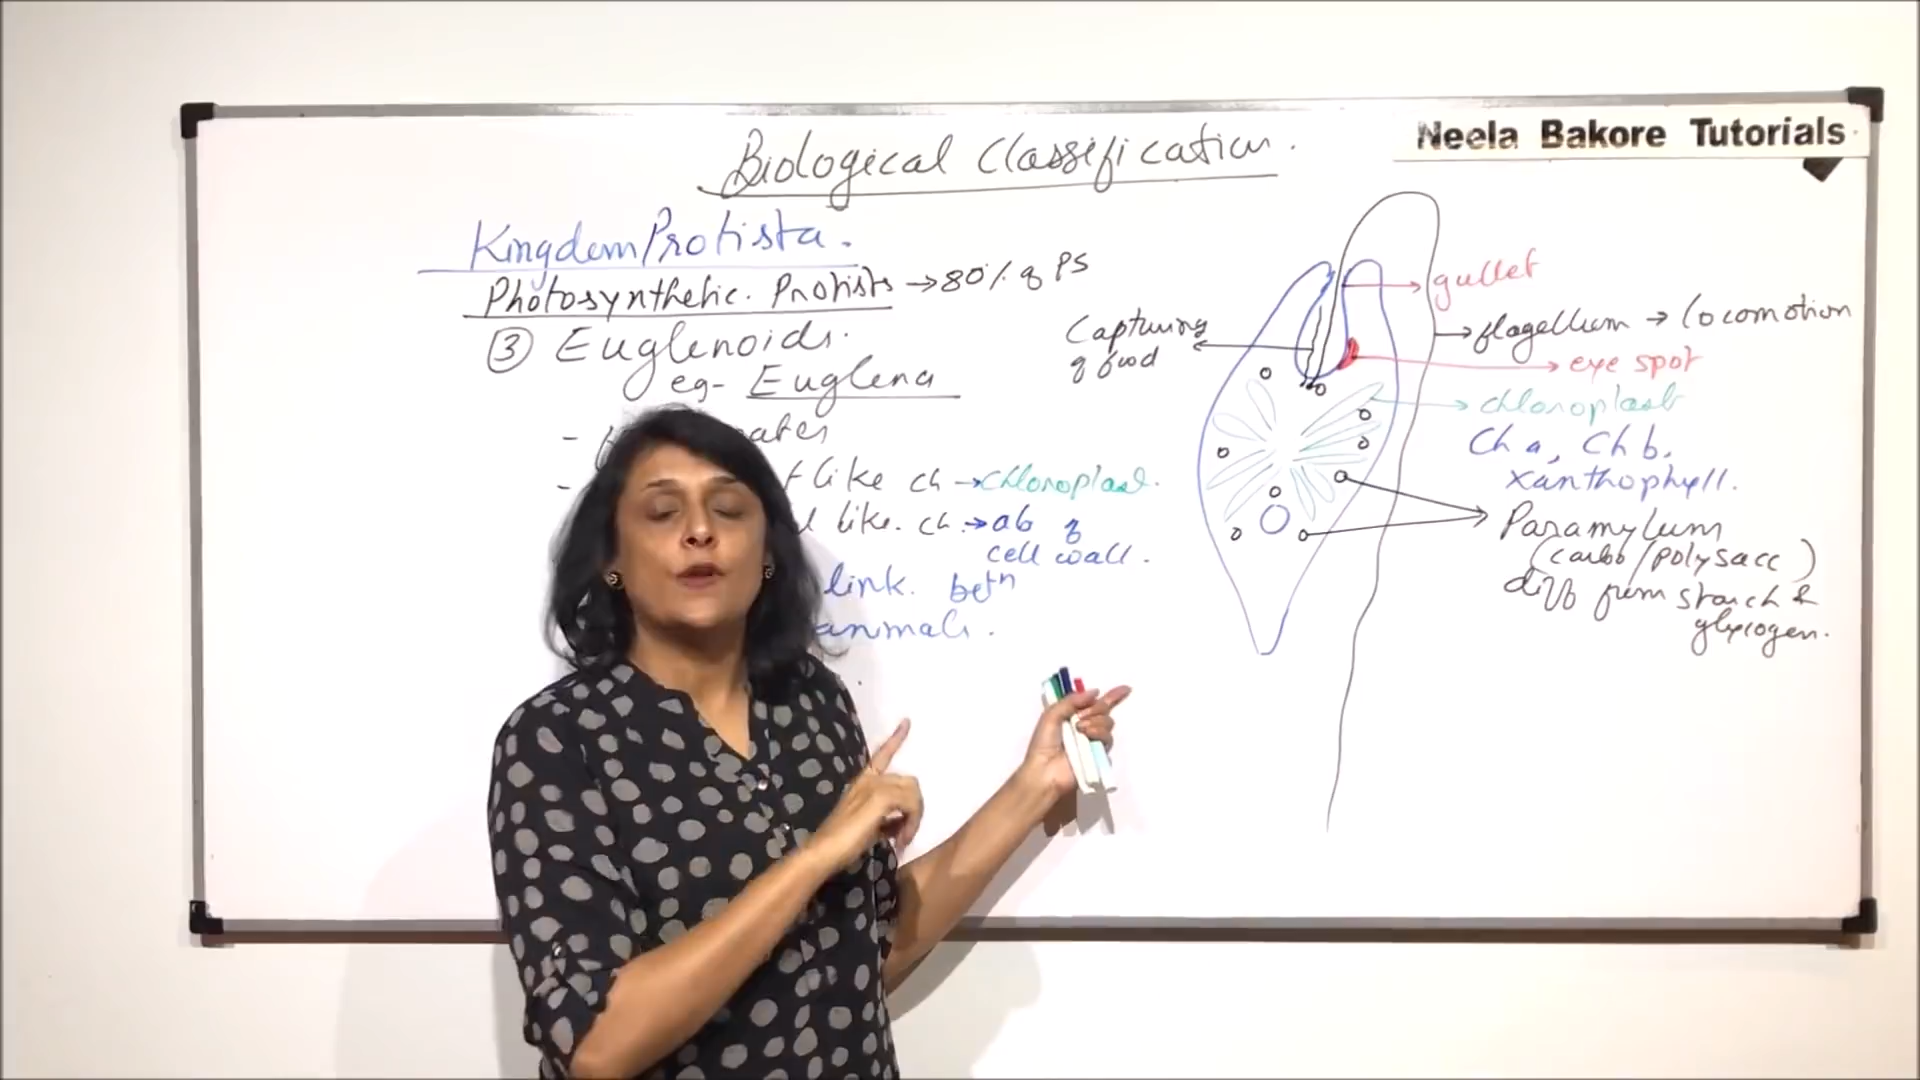 Biological Classification.
Neela Bakore Tutorials
Kingdom Protista.
Photosynthetic. Protists → 80% of PS
③ Euglenoids.
eg- Euglena
-
- like ch → chloroplast.
like. ch. → ab of
cell wall.
link. betn
animals.
gullet
Capturing
of food
flagellum → locomotion
eye spot
chloroplast
Ch a, Ch b.
Xanthophyll.
Paramylum
(carbo/polysacc)
diff from starch &
glycogen.